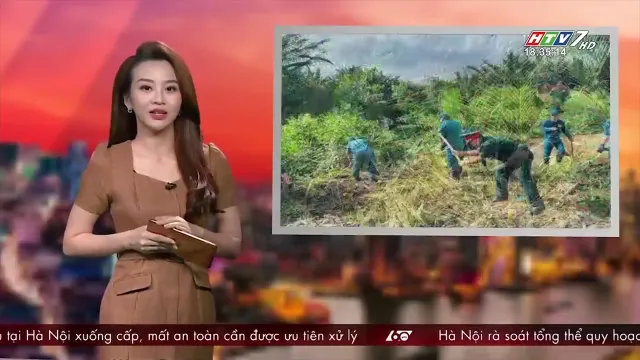 HTV7 HD
18:35:14
tại Hà Nội xuống cấp, mất an toàn cần được ưu tiên xử lý 60 Hà Nội rà soát tổng thể quy hoạ